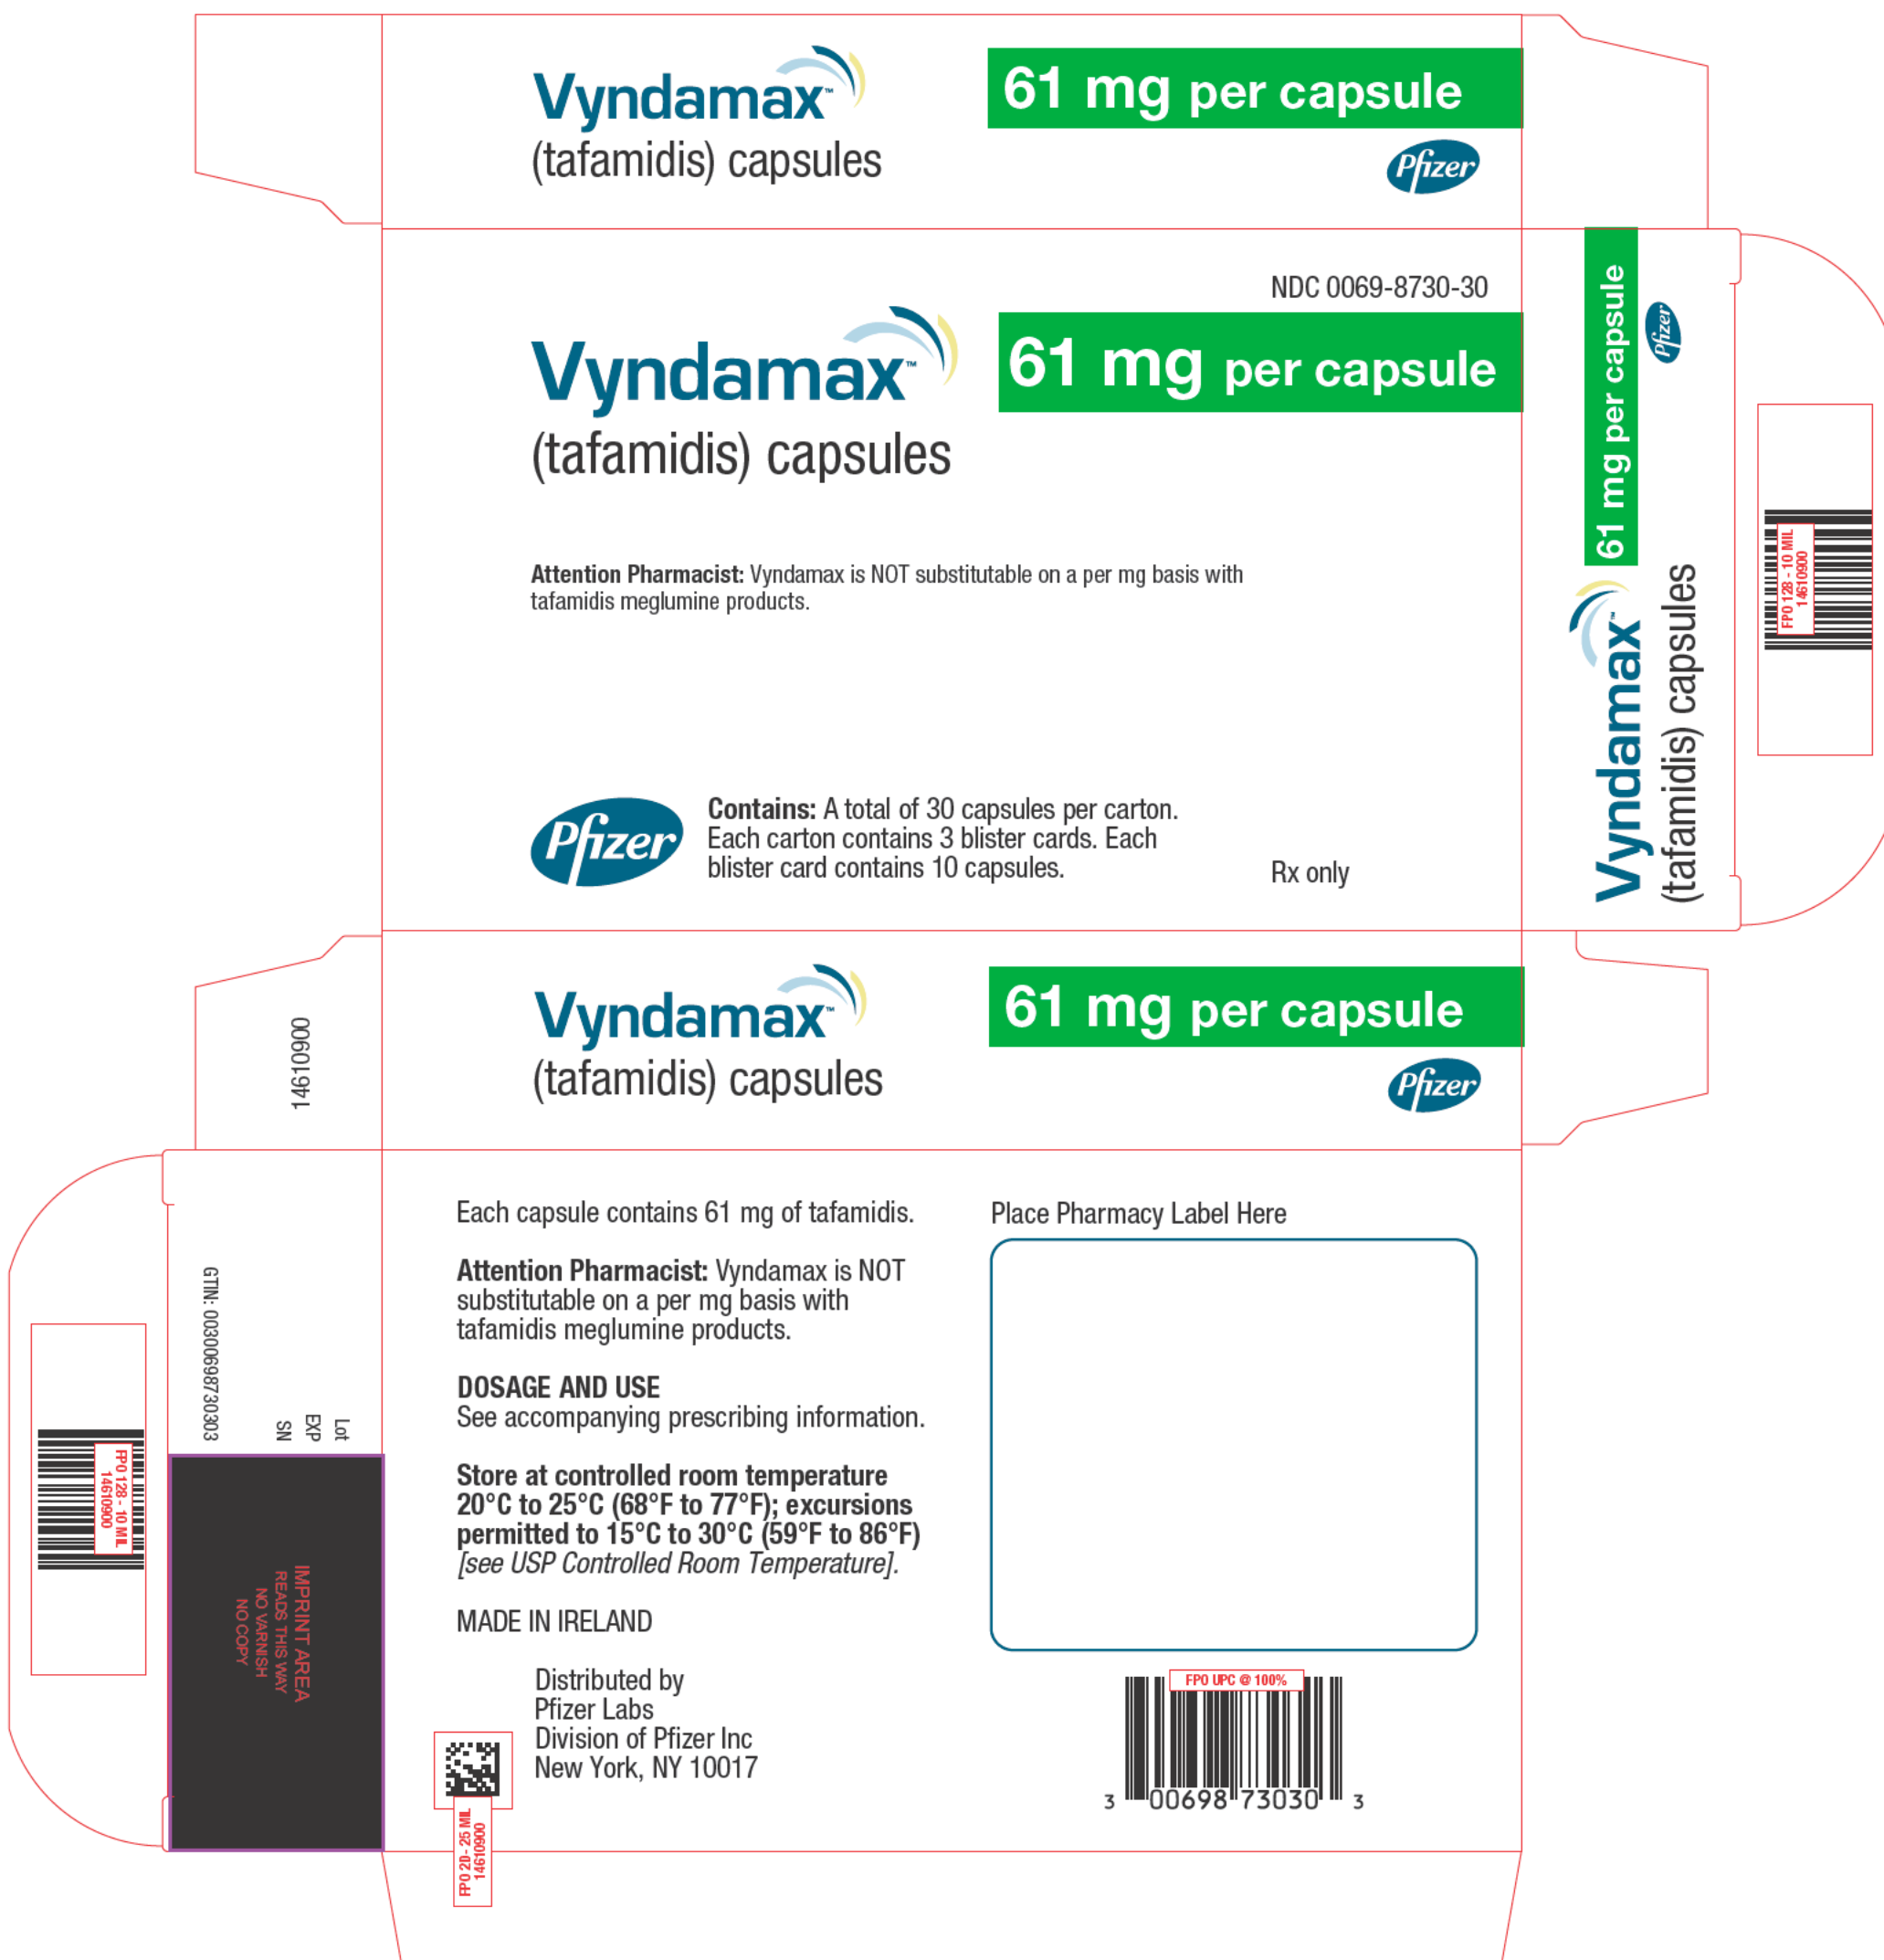 Vyndamax™
(tafamidis) capsules
61 mg per capsule
Pfizer
NDC 0069-8730-30
Vyndamax™
(tafamidis) capsules
61 mg per capsule
Attention Pharmacist: Vyndamax is NOT substitutable on a per mg basis with
tafamidis meglumine products.
Pfizer
Contains: A total of 30 capsules per carton.
Each carton contains 3 blister cards. Each
blister card contains 10 capsules.
Rx only
Vyndamax™
(tafamidis) capsules
61 mg per capsule
Pfizer
FPO 128 - 10 MIL
14610900
14610900
Vyndamax™
(tafamidis) capsules
61 mg per capsule
Pfizer
Each capsule contains 61 mg of tafamidis.
Attention Pharmacist: Vyndamax is NOT
substitutable on a per mg basis with
tafamidis meglumine products.
DOSAGE AND USE
See accompanying prescribing information.
Store at controlled room temperature
20°C to 25°C (68°F to 77°F); excursions
permitted to 15°C to 30°C (59°F to 86°F)
[see USP Controlled Room Temperature].
MADE IN IRELAND
Distributed by
Pfizer Labs
Division of Pfizer Inc
New York, NY 10017
FPO 2D - 25 MIL
14610900
Place Pharmacy Label Here
FPO UPC @ 100%
3 00698 73030 3
Lot
EXP
SN
GTIN: 00300698730303
IMPRINT AREA
READS THIS WAY
NO VARNISH
NO COPY
FPO 128 - 10 MIL
14610900